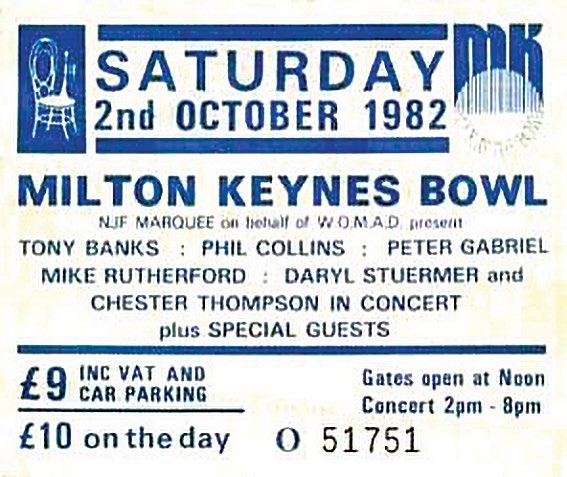 SATURDAY
2nd OCTOBER 1982
MK
MILTON KEYNES BOWL
NJF MARQUEE on behalf of W.O.M.A.D. present
TONY BANKS : PHIL COLLINS : PETER GABRIEL
MIKE RUTHERFORD : DARYL STUERMER and
CHESTER THOMPSON IN CONCERT
plus SPECIAL GUESTS
£9 INC VAT AND
CAR PARKING
Gates open at Noon
Concert 2pm - 8pm
£10 on the day
O 51751